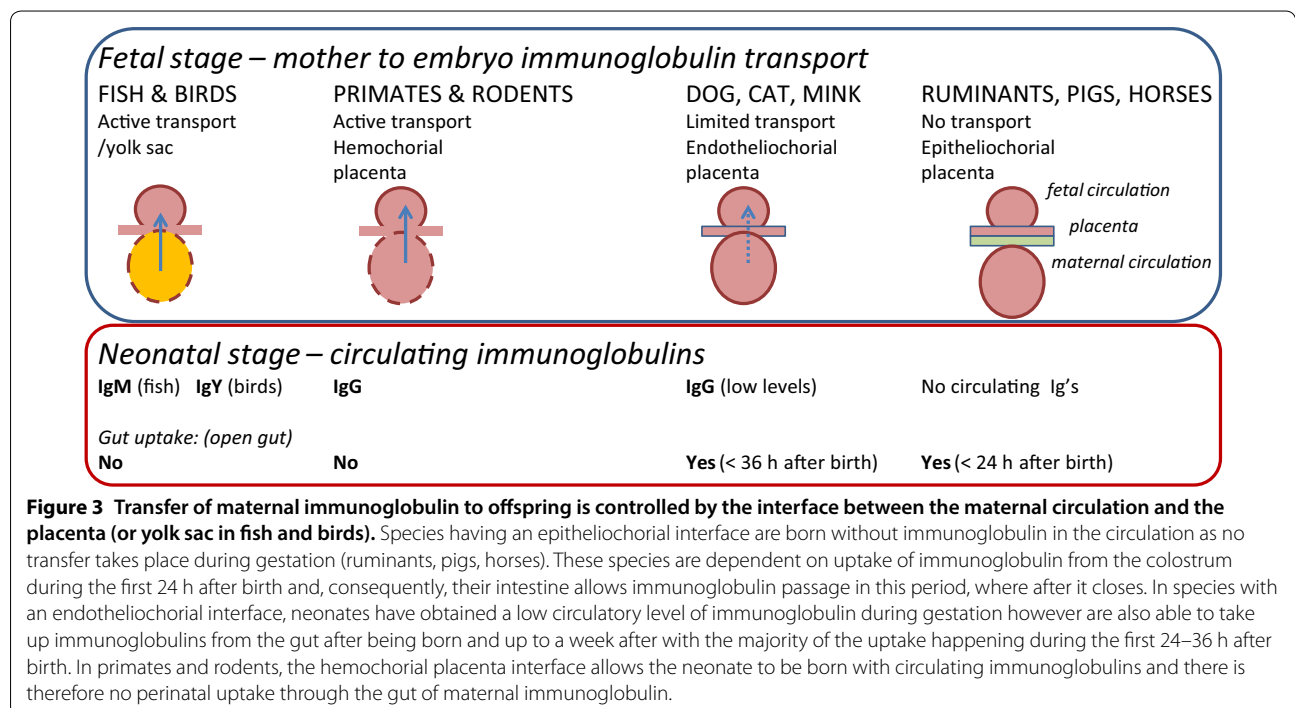 Fetal stage – mother to embryo immunoglobulin transport
FISH & BIRDS PRIMATES & RODENTS DOG, CAT, MINK RUMINANTS, PIGS, HORSES
Active transport Active transport Limited transport No transport
/yolk sac Hemochorial Endotheliochorial Epitheliochorial
placenta placenta placenta
fetal circulation
placenta
maternal circulation
Neonatal stage – circulating immunoglobulins
IgM (fish) IgY (birds) IgG IgG (low levels) No circulating Ig's
Gut uptake: (open gut)
No No Yes (< 36 h after birth) Yes (< 24 h after birth)
Figure 3 Transfer of maternal immunoglobulin to offspring is controlled by the interface between the maternal circulation and the
placenta (or yolk sac in fish and birds). Species having an epitheliochorial interface are born without immunoglobulin in the circulation as no
transfer takes place during gestation (ruminants, pigs, horses). These species are dependent on uptake of immunoglobulin from the colostrum
during the first 24 h after birth and, consequently, their intestine allows immunoglobulin passage in this period, where after it closes. In species with
an endotheliochorial interface, neonates have obtained a low circulatory level of immunoglobulin during gestation however are also able to take
up immunoglobulins from the gut after being born and up to a week after with the majority of the uptake happening during the first 24–36 h after
birth. In primates and rodents, the hemochorial placenta interface allows the neonate to be born with circulating immunoglobulins and there is
therefore no perinatal uptake through the gut of maternal immunoglobulin.